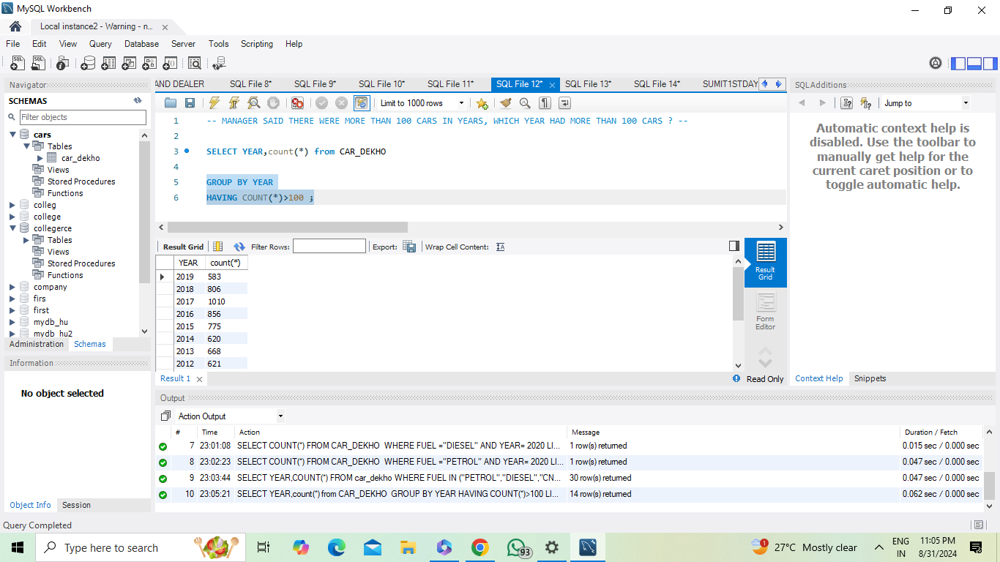 MySQL Workbench
Local instance2 - Warning - n...
File Edit View Query Database Server Tools Scripting Help
Navigator
SCHEMAS
Filter objects
cars
Tables
car_dekho
Views
Stored Procedures
Functions
colleg
college
collegerce
Tables
Views
Stored Procedures
Functions
company
firs
first
mydb_hu
mydb_hu2
Administration Schemas
Information
No object selected
Object Info Session
AND DEALER SQL File 8* SQL File 9* SQL File 10* SQL File 11* SQL File 12* SQL File 13* SQL File 14* SUMIT1STDAY
Limit to 1000 rows
1 -- MANAGER SAID THERE WERE MORE THAN 100 CARS IN YEARS, WHICH YEAR HAD MORE THAN 100 CARS ? --
2
3 SELECT YEAR,count(*) from CAR_DEKHO
4
5 GROUP BY YEAR
6 HAVING COUNT(*)>100 ;
Result Grid Filter Rows: Export: Wrap Cell Content:
YEAR count(*)
2019 583
2018 806
2017 1010
2016 856
2015 775
2014 620
2013 668
2012 621
Result Grid
Form Editor
Result 1 Read Only
SQLAdditions
Jump to
Automatic context help is
disabled. Use the toolbar to
manually get help for the
current caret position or to
toggle automatic help.
Context Help Snippets
Output
Action Output
# Time Action Message Duration / Fetch
7 23:01:08 SELECT COUNT(*) FROM CAR_DEKHO WHERE FUEL ="DIESEL" AND YEAR= 2020 LI... 1 row(s) returned 0.015 sec / 0.000 sec
8 23:02:23 SELECT COUNT(*) FROM CAR_DEKHO WHERE FUEL ="PETROL" AND YEAR= 2020 LI... 1 row(s) returned 0.047 sec / 0.000 sec
9 23:03:44 SELECT YEAR,COUNT(*) FROM car_dekho WHERE FUEL IN ("PETROL","DIESEL","CN... 30 row(s) returned 0.047 sec / 0.000 sec
10 23:05:21 SELECT YEAR,count(*) from CAR_DEKHO GROUP BY YEAR HAVING COUNT(*)>100 LI... 14 row(s) returned 0.062 sec / 0.000 sec
Query Completed
Type here to search
93
1
27°C Mostly clear
ENG
IN
11:05 PM
8/31/2024